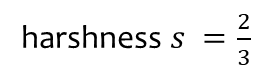 harshness s = 2/3